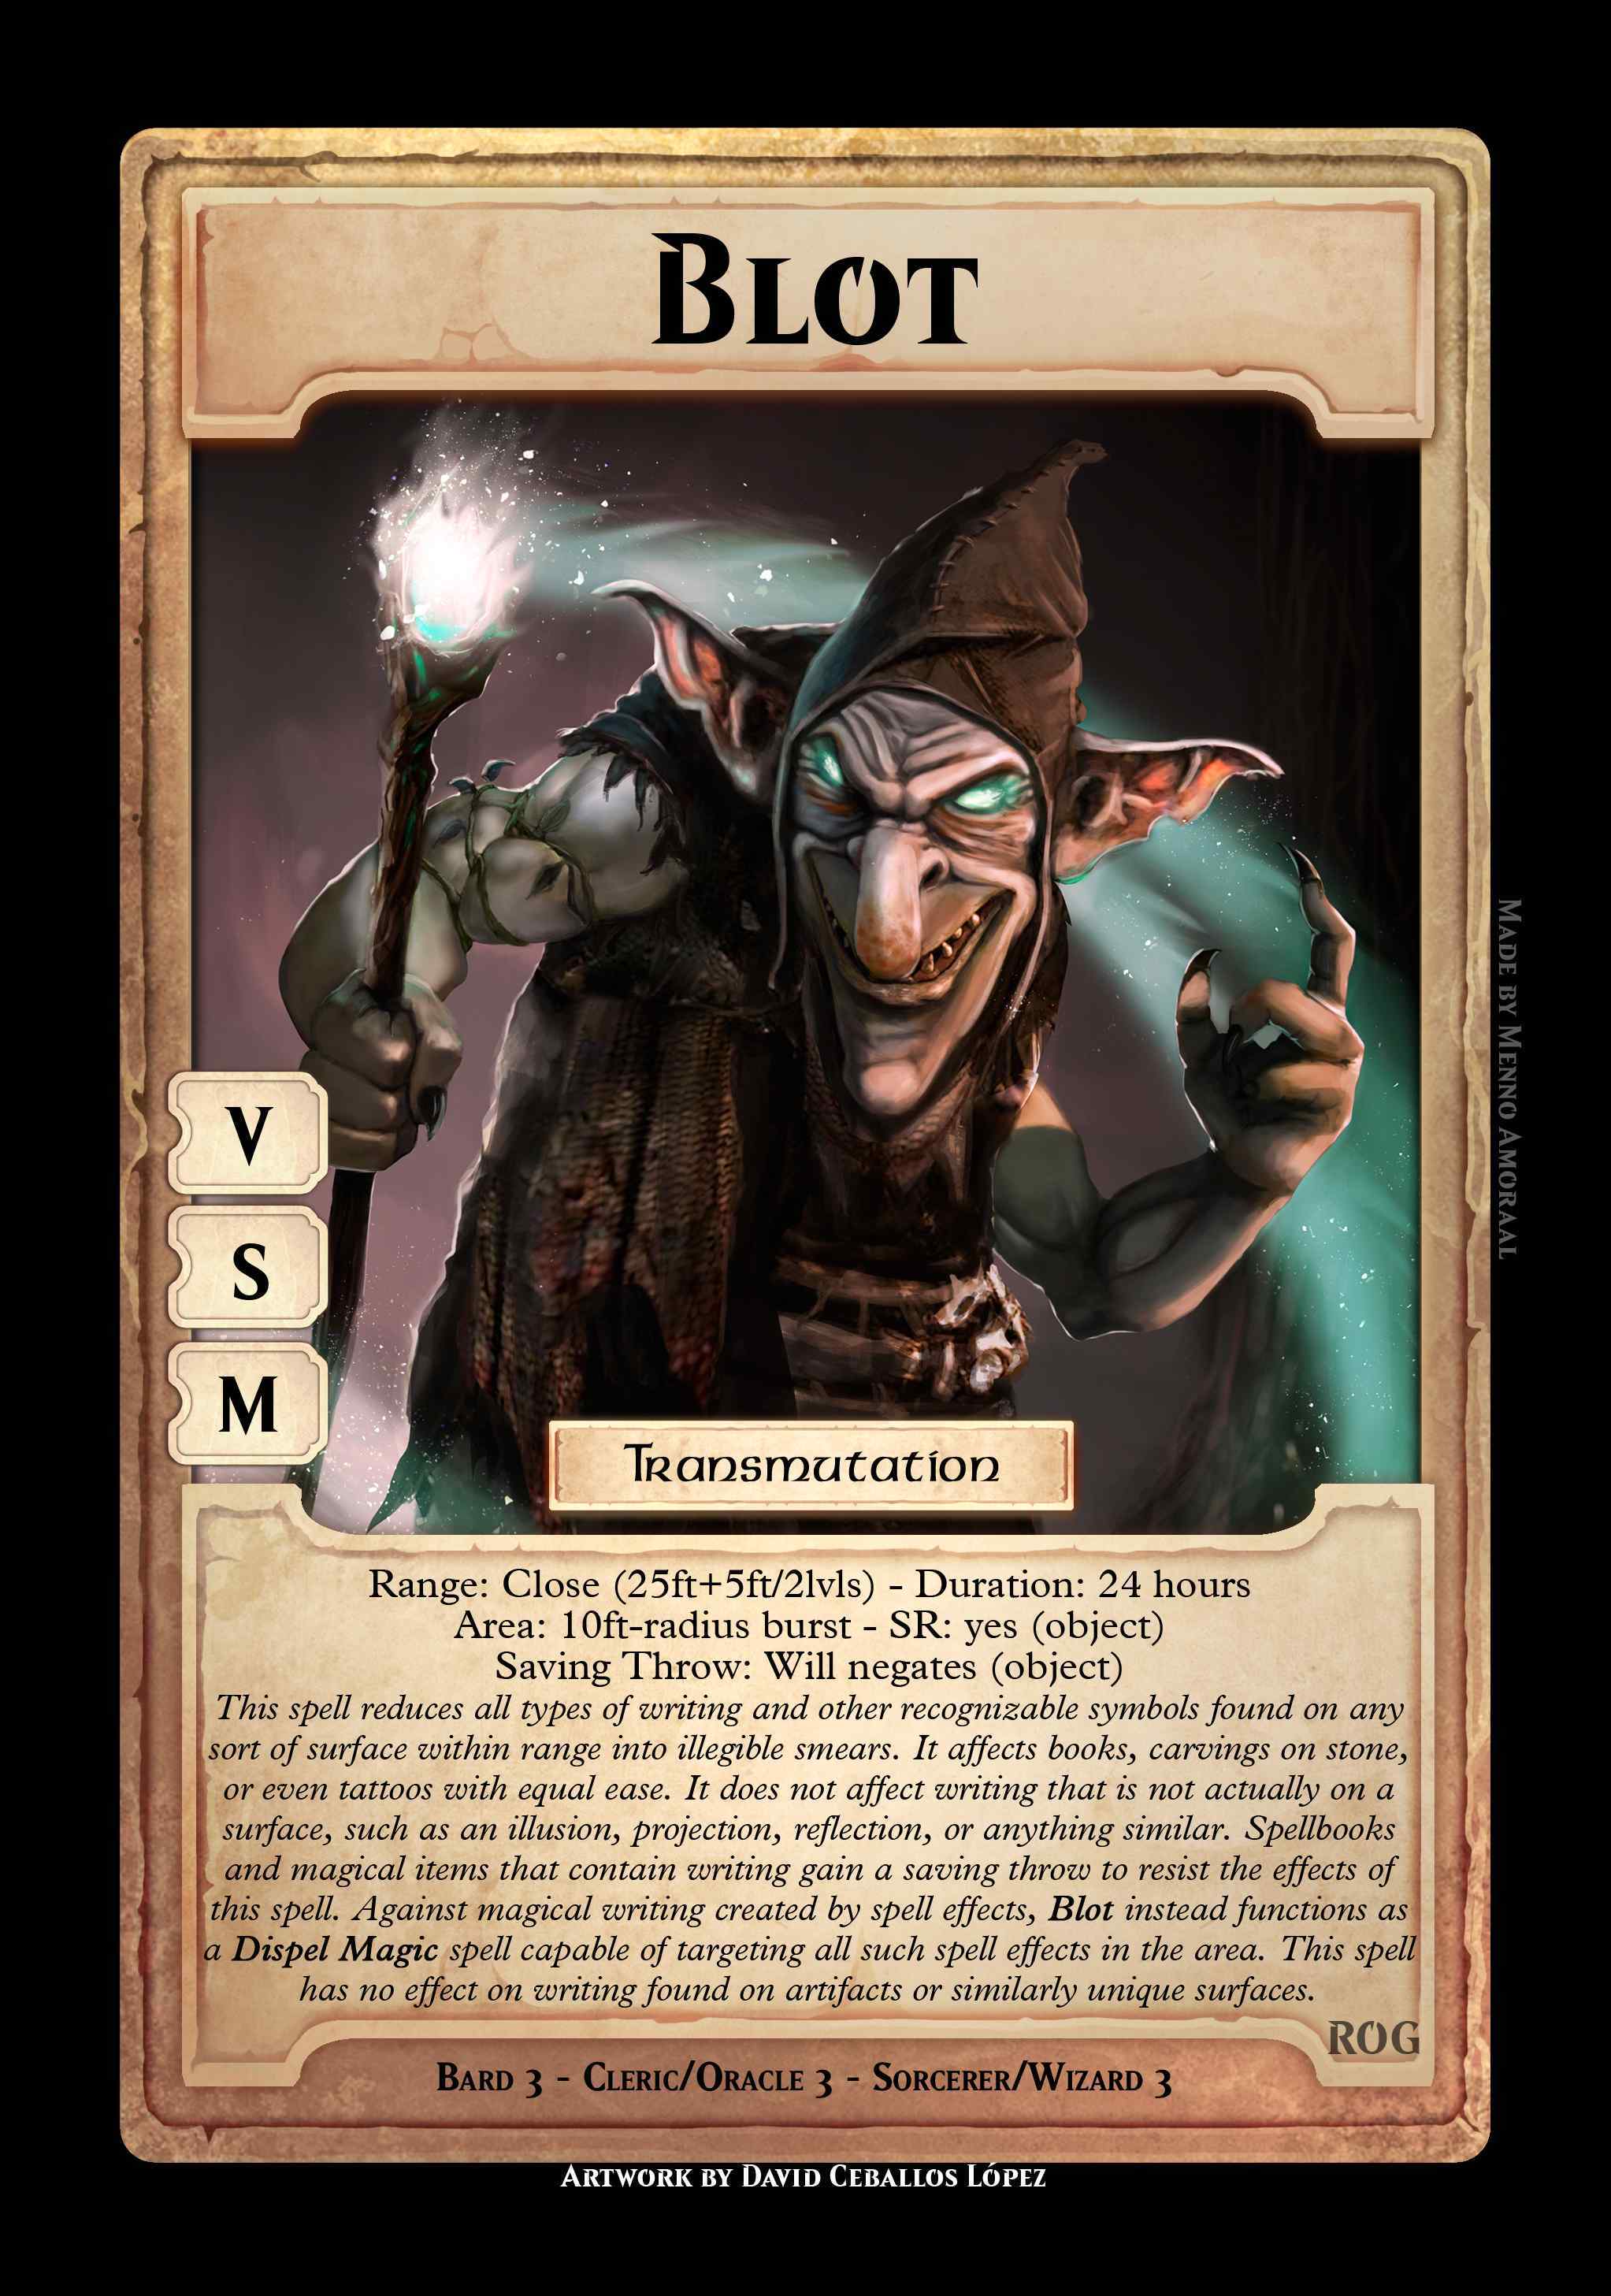 Blot
V
S
M
Transmutation
Range: Close (25ft+5ft/2lvls) - Duration: 24 hours
Area: 10ft-radius burst - SR: yes (object)
Saving Throw: Will negates (object)
This spell reduces all types of writing and other recognizable symbols found on any
sort of surface within range into illegible smears. It affects books, carvings on stone,
or even tattoos with equal ease. It does not affect writing that is not actually on a
surface, such as an illusion, projection, reflection, or anything similar. Spellbooks
and magical items that contain writing gain a saving throw to resist the effects of
this spell. Against magical writing created by spell effects, Blot instead functions as
a Dispel Magic spell capable of targeting all such spell effects in the area. This spell
has no effect on writing found on artifacts or similarly unique surfaces.
ROG
Bard 3 - Cleric/Oracle 3 - Sorcerer/Wizard 3
Artwork by David Ceballos López
Made by Menno Amoraal